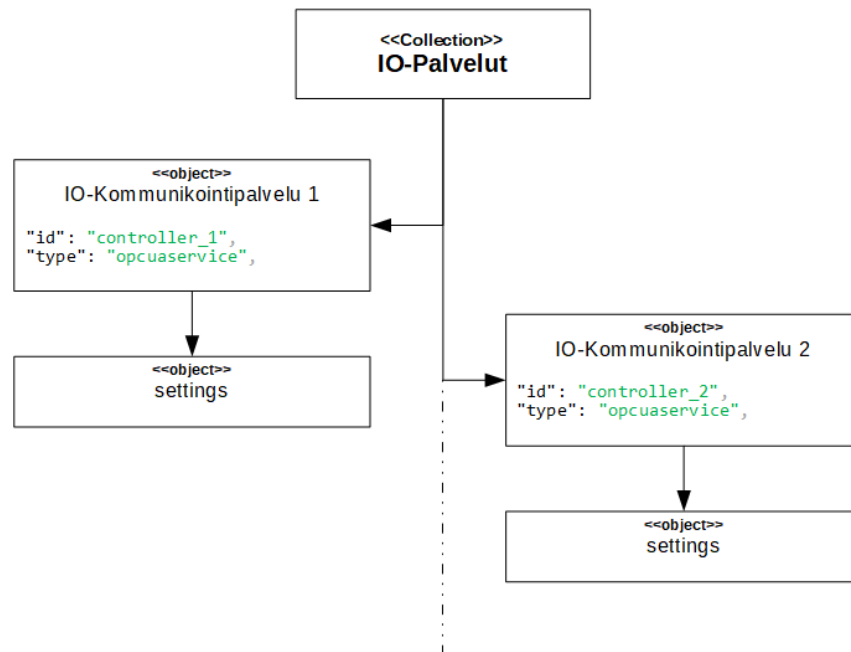 <<Collection>>
IO-Palvelut
<<object>>
IO-Kommunikointipalvelu 1
"id": "controller_1",
"type": "opcuaservice",
<<object>>
settings
<<object>>
IO-Kommunikointipalvelu 2
"id": "controller_2",
"type": "opcuaservice",
<<object>>
settings